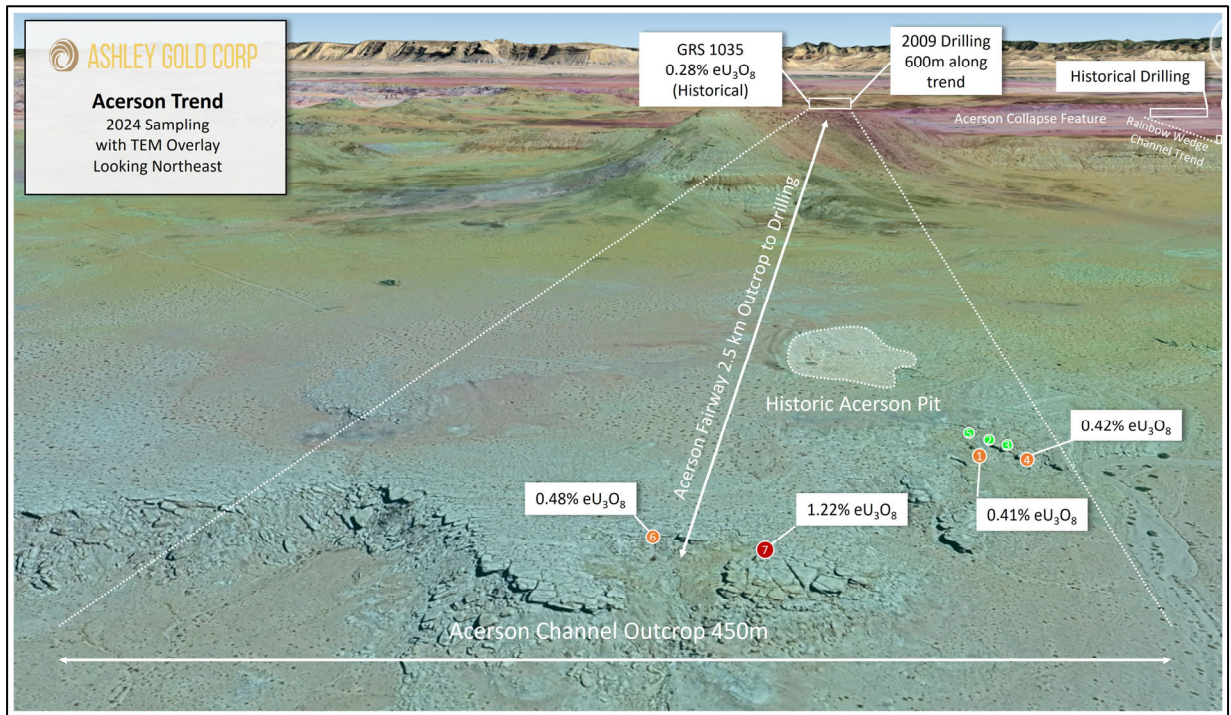 ASHLEY GOLD CORP
Acerson Trend
2024 Sampling
with TEM Overlay
Looking Northeast
GRS 1035
0.28% eU₃O₈
(Historical)
2009 Drilling
600m along
trend
Historical Drilling
Acerson Collapse Feature
Rainbow Wedge
Channel Trend
Acerson Fairway 2.5 km Outcrop to Drilling
Historic Acerson Pit
5
2
3
1
4
0.42% eU₃O₈
0.41% eU₃O₈
0.48% eU₃O₈
6
1.22% eU₃O₈
7
Acerson Channel Outcrop 450m